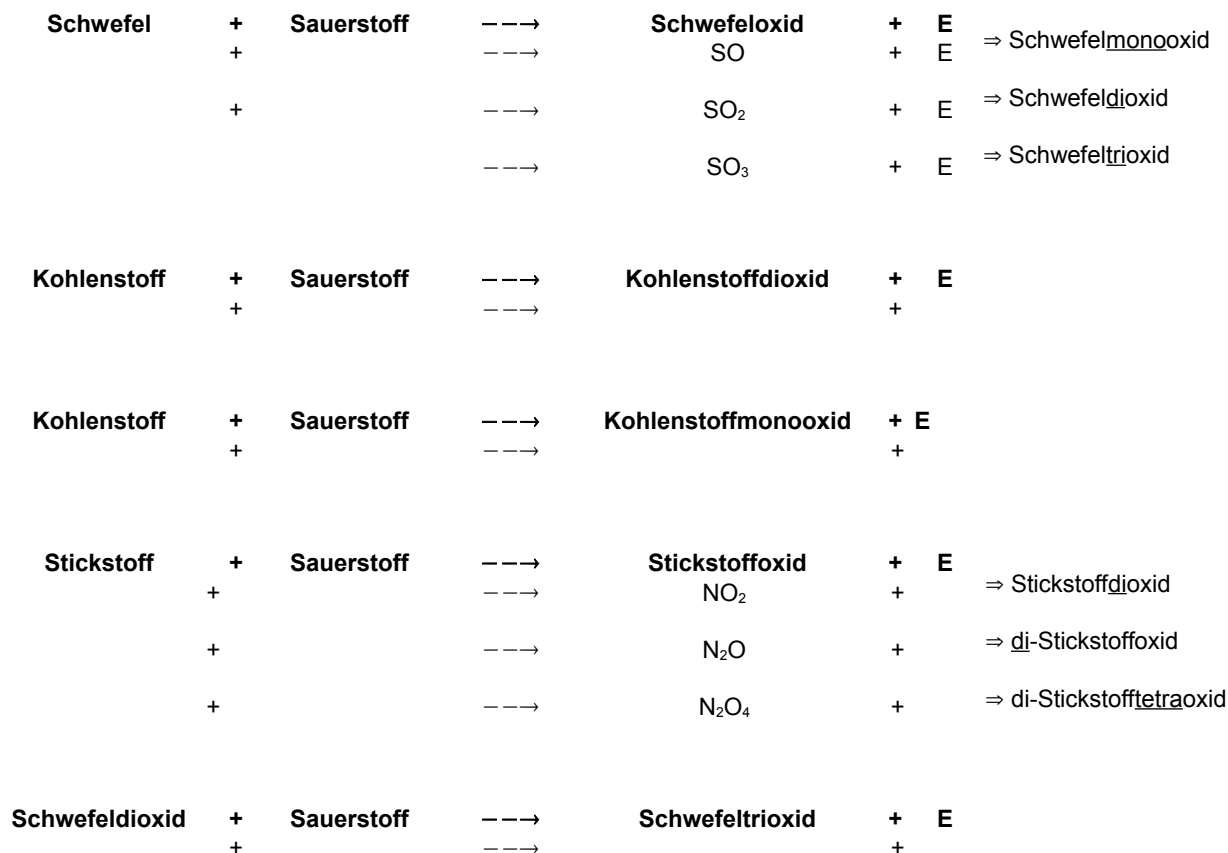 Schwefel + Sauerstoff −−→ Schwefeloxid + E
+ −−→ SO + E ⇒ Schwefelmonooxid
+ −−→ SO₂ + E ⇒ Schwefeldioxid
−−→ SO₃ + E ⇒ Schwefeltrioxid
Kohlenstoff + Sauerstoff −−→ Kohlenstoffdioxid + E
+ −−→ +
Kohlenstoff + Sauerstoff −−→ Kohlenstoffmonooxid + E
+ −−→ +
Stickstoff + Sauerstoff −−→ Stickstoffoxid + E
+ −−→ NO₂ + ⇒ Stickstoffdioxid
+ −−→ N₂O + ⇒ di-Stickstoffoxid
+ −−→ N₂O₄ + ⇒ di-Stickstofftetraoxid
Schwefeldioxid + Sauerstoff −−→ Schwefeltrioxid + E
+ −−→ +